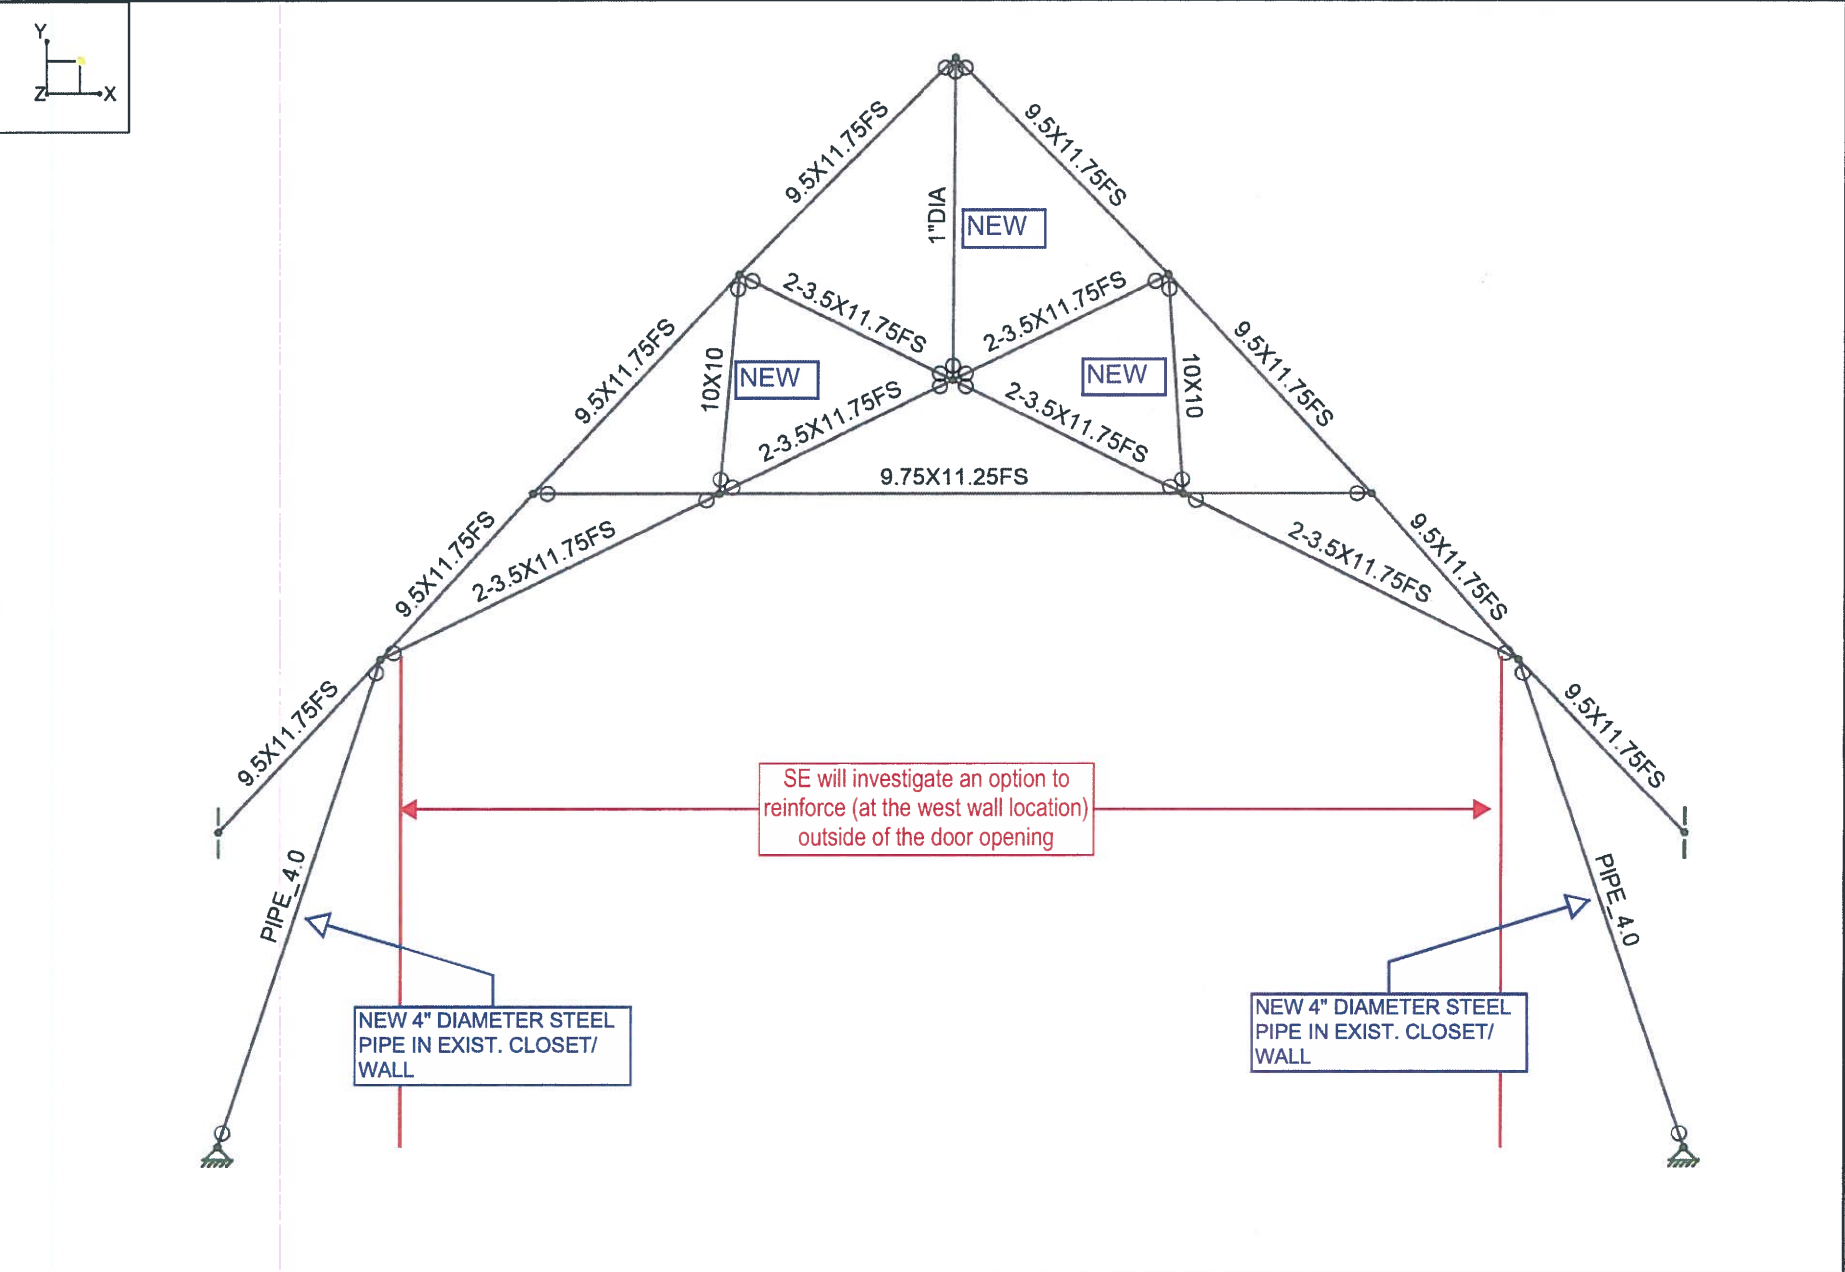 Y
Z
X
9.5X11.75FS
9.5X11.75FS
1"DIA
NEW
2-3.5X11.75FS
2-3.5X11.75FS
9.5X11.75FS
9.5X11.75FS
10X10
NEW
NEW
10X10
2-3.5X11.75FS
2-3.5X11.75FS
9.75X11.25FS
9.5X11.75FS
2-3.5X11.75FS
2-3.5X11.75FS
9.5X11.75FS
9.5X11.75FS
9.5X11.75FS
SE will investigate an option to
reinforce (at the west wall location)
outside of the door opening
PIPE_4.0
PIPE_4.0
NEW 4" DIAMETER STEEL
PIPE IN EXIST. CLOSET/
WALL
NEW 4" DIAMETER STEEL
PIPE IN EXIST. CLOSET/
WALL